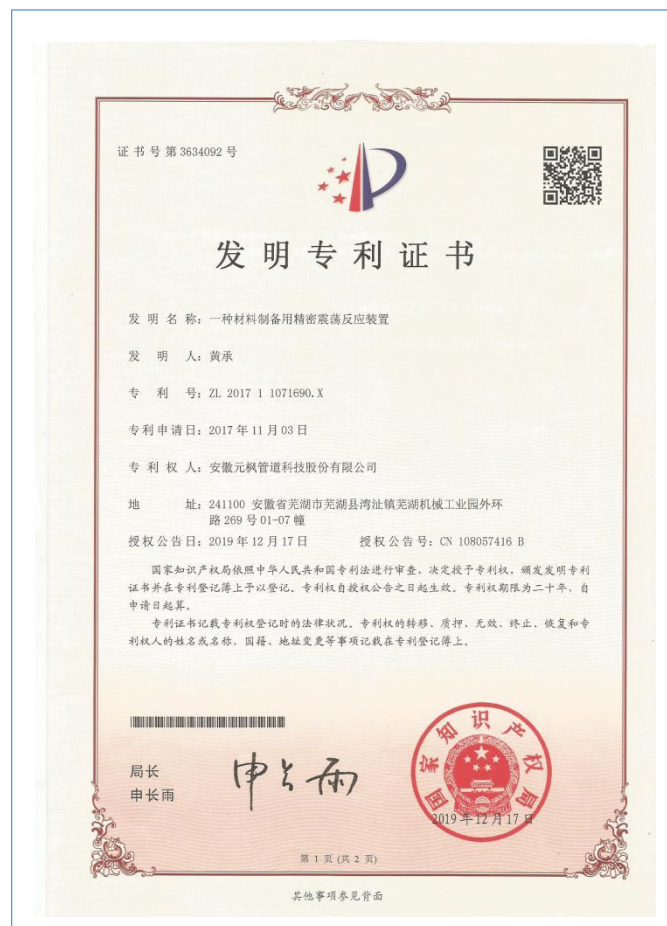 证书号第3634092号
发明专利证书
发明名称：一种材料制备用精密震荡反应装置
发明人：黄承
专利号：ZL 2017 1 1071690.X
专利申请日：2017年11月03日
专利权人：安徽元枫管道科技股份有限公司
地址：241100 安徽省芜湖市芜湖县湾沚镇芜湖机械工业园外环
路269号01-07幢
授权公告日：2019年12月17日 授权公告号：CN 108057416 B
国家知识产权局依照中华人民共和国专利法进行审查，决定授予专利权，颁发发明专利
证书并在专利登记簿上予以登记。专利权自授权公告之日起生效。专利权期限为二十年，自
申请日起算。
专利证书记载专利权登记时的法律状况。专利权的转移、质押、无效、终止、恢复和专
利权人的姓名或名称、国籍、地址变更等事项记载在专利登记簿上。
局长
申长雨
申长雨
国家知识产权局
2019年12月17日
第1页(共2页)
其他事项参见背面